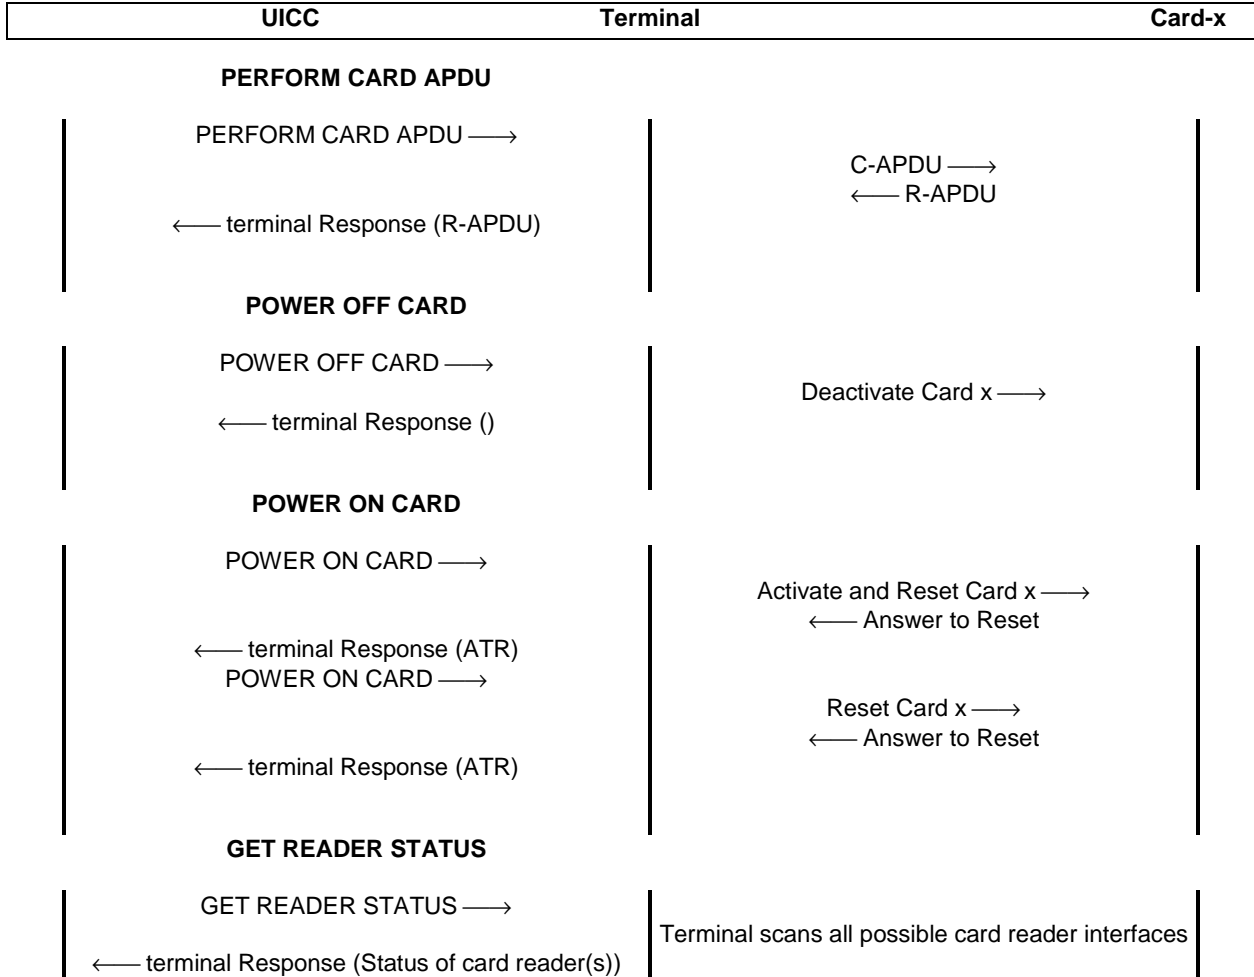 UICC Terminal Card-x
PERFORM CARD APDU
PERFORM CARD APDU ⟶
C-APDU ⟶
⟵ R-APDU
⟵ terminal Response (R-APDU)
POWER OFF CARD
POWER OFF CARD ⟶
Deactivate Card x ⟶
⟵ terminal Response ()
POWER ON CARD
POWER ON CARD ⟶
Activate and Reset Card x ⟶
⟵ Answer to Reset
⟵ terminal Response (ATR)
POWER ON CARD ⟶
Reset Card x ⟶
⟵ Answer to Reset
⟵ terminal Response (ATR)
GET READER STATUS
GET READER STATUS ⟶
Terminal scans all possible card reader interfaces
⟵ terminal Response (Status of card reader(s))